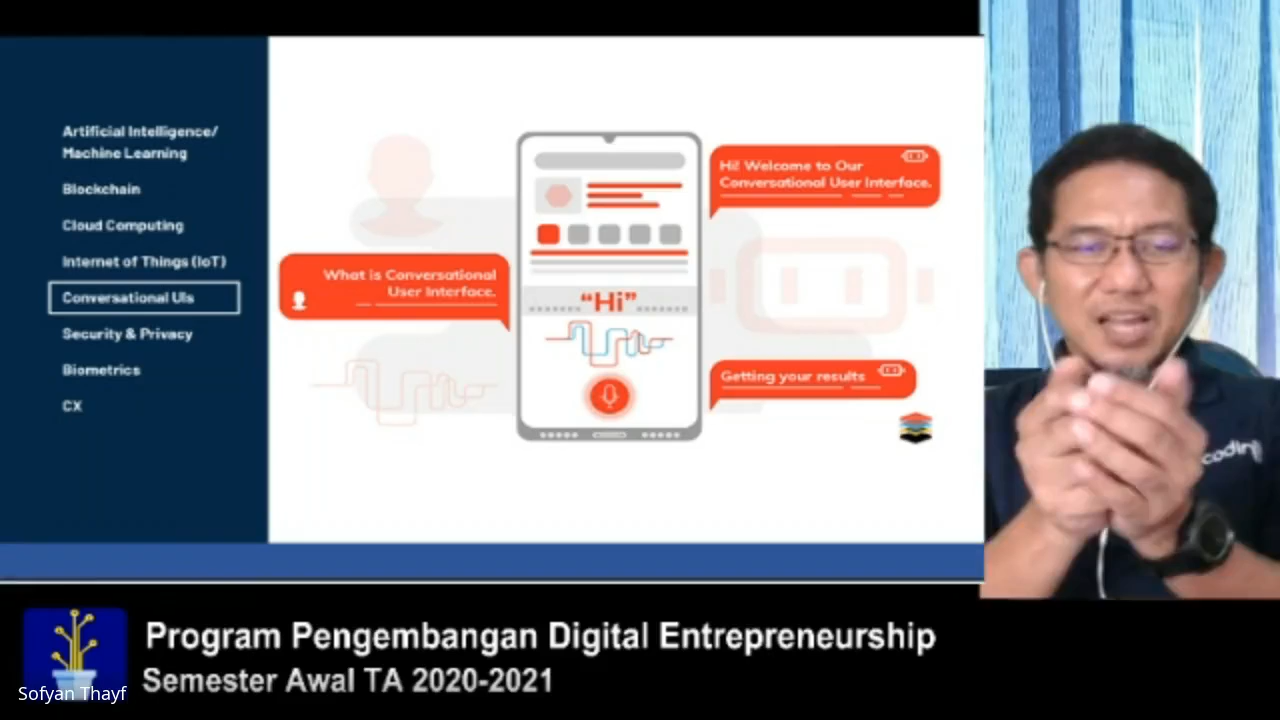 Artificial Intelligence/
Machine Learning
Blockchain
Cloud Computing
Internet of Things (IoT)
Conversational UIs
Security & Privacy
Biometrics
CX
What is Conversational
User Interface.
"Hi"
Hi! Welcome to Our
Conversational User Interface.
Getting your results
coding
Program Pengembangan Digital Entrepreneurship
Semester Awal TA 2020-2021
Sofyan Thayf